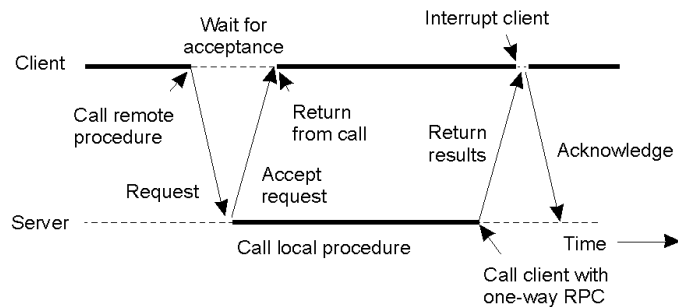 Interrupt client
Wait for
acceptance
Client
Call remote
procedure
Return
from call
Return
results
Acknowledge
Request
Accept
request
Server
Call local procedure
Time
Call client with
one-way RPC